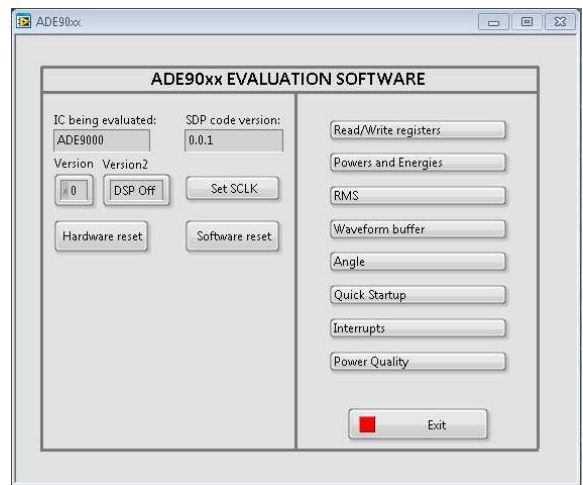 ADE90xx
ADE90xx EVALUATION SOFTWARE
IC being evaluated:
SDP code version:
ADE9000
0.0.1
Version
Version2
x 0
DSP Off
Set SCLK
Hardware reset
Software reset
Read/Write registers
Powers and Energies
RMS
Waveform buffer
Angle
Quick Startup
Interrupts
Power Quality
Exit